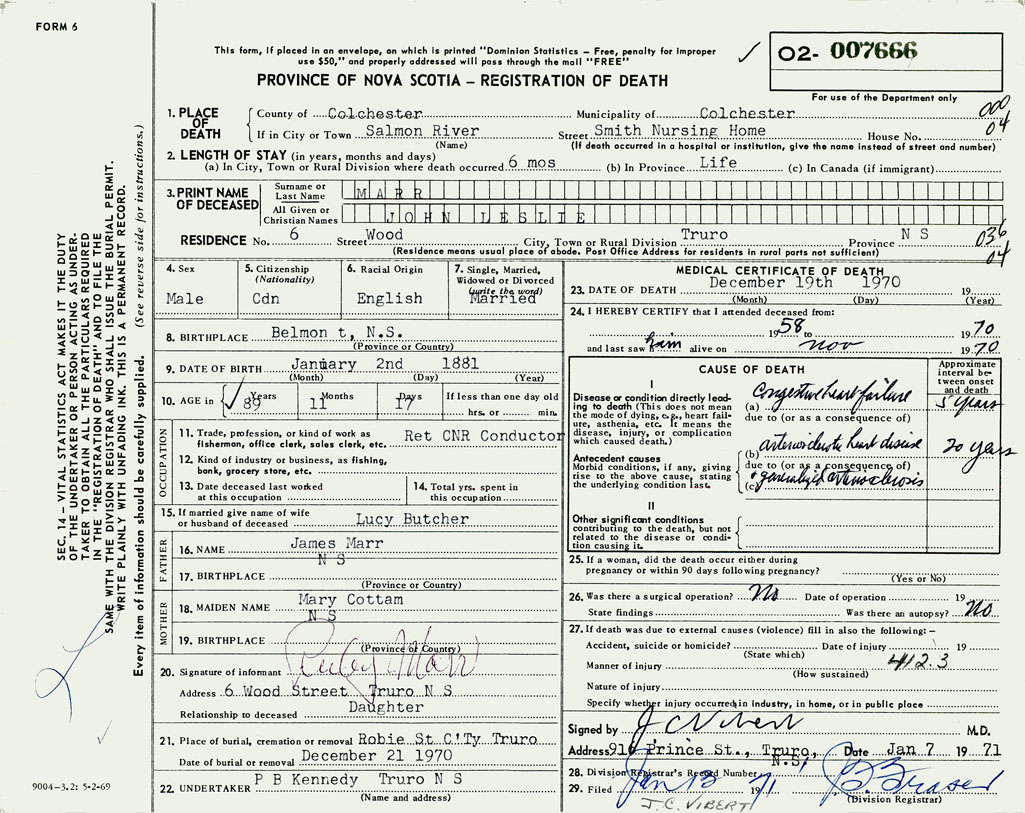 FORM 6
This form, if placed in an envelope, on which is printed "Dominion Statistics – Free, penalty for improper
use $50," and properly addressed will pass through the mail "FREE"
PROVINCE OF NOVA SCOTIA – REGISTRATION OF DEATH
02- 007666
For use of the Department only
000
04
1. PLACE OF DEATH
County of Colchester Municipality of Colchester
If in City or Town Salmon River Street Smith Nursing Home House No.
(Name) (If death occurred in a hospital or institution, give the name instead of street and number)
2. LENGTH OF STAY (in years, months and days)
(a) In City, Town or Rural Division where death occurred 6 mos (b) In Province Life (c) In Canada (if immigrant)
3. PRINT NAME OF DECEASED
Surname or Last Name MARR
All Given or Christian Names JOHN LESLIE
RESIDENCE No. 6 Street Wood City, Town or Rural Division Truro Province N S
(Residence means usual place of abode. Post Office Address for residents in rural parts not sufficient)
036
04
4. Sex
Male
5. Citizenship
(Nationality)
Cdn
6. Racial Origin
English
7. Single, Married,
Widowed or Divorced
(write the word)
Married
8. BIRTHPLACE Belmon t, N.S.
(Province or Country)
9. DATE OF BIRTH January 2nd 1881
(Month) (Day) (Year)
10. AGE in Years Months Days If less than one day old
89 11 17 hrs. or min.
OCCUPATION
11. Trade, profession, or kind of work as
fisherman, office clerk, sales clerk, etc. Ret CNR Conductor
12. Kind of industry or business, as fishing,
bank, grocery store, etc.
13. Date deceased last worked
at this occupation
14. Total yrs. spent in
this occupation
15. If married give name of wife
or husband of deceased Lucy Butcher
FATHER
16. NAME James Marr
N S
17. BIRTHPLACE
(Province or Country)
MOTHER
18. MAIDEN NAME Mary Cottam
N S
19. BIRTHPLACE
(Province or Country)
20. Signature of informant Marr
Address 6 Wood Street Truro N S
Relationship to deceased Daughter
21. Place of burial, cremation or removal Robie St C'Ty Truro
Date of burial or removal December 21 1970
22. UNDERTAKER P B Kennedy Truro N S
(Name and address)
MEDICAL CERTIFICATE OF DEATH
23. DATE OF DEATH December 19th 1970 19
(Month) (Day) (Year)
24. I HEREBY CERTIFY that I attended deceased from:
1958 to 1970
and last saw him alive on Nov 1970
CAUSE OF DEATH
Approximate interval between onset and death
I
Disease or condition directly leading to death (This does not mean the mode of dying, e.g., heart failure, asthenia, etc. It means the disease, injury, or complication which caused death.)
(a) Congestive heart failure 5 years
due to (or as a consequence of)
Antecedent causes
Morbid conditions, if any, giving rise to the above cause, stating the underlying condition last.
(b) arteriosclerotic heart disease 20 years
due to (or as a consequence of)
(c) generalized arteriosclerosis
II
Other significant conditions contributing to the death, but not related to the disease or condition causing it.
25. If a woman, did the death occur either during
pregnancy or within 90 days following pregnancy?
(Yes or No)
26. Was there a surgical operation? No Date of operation 19
State findings Was there an autopsy? No
27. If death was due to external causes (violence) fill in also the following: –
Accident, suicide or homicide? Date of injury 19
(State which)
412.3
Manner of injury
(How sustained)
Nature of injury
Specify whether injury occurred in industry, in home, or in public place
Signed by J C Vibert M.D.
Address 916 Prince St., Truro, N.S. Date Jan 7 19 71
28. Division Registrar's Record Number
29. Filed Jan 13 1971
(Division Registrar)
J.C. VIBERT
SEC. 14 – VITAL STATISTICS ACT MAKES IT THE DUTY
OF THE UNDERTAKER OR PERSON ACTING AS UNDER-
TAKER TO OBTAIN ALL THE PARTICULARS REQUIRED
IN THE "REGISTRATION OF DEATH" AND TO FILE THE
SAME WITH THE DIVISION REGISTRAR WHO SHALL ISSUE THE BURIAL PERMIT.
WRITE PLAINLY WITH UNFADING INK. THIS IS A PERMANENT RECORD.
Every item of information should be carefully supplied. (See reverse side for instructions.)
9004–3.2: 5-2-69